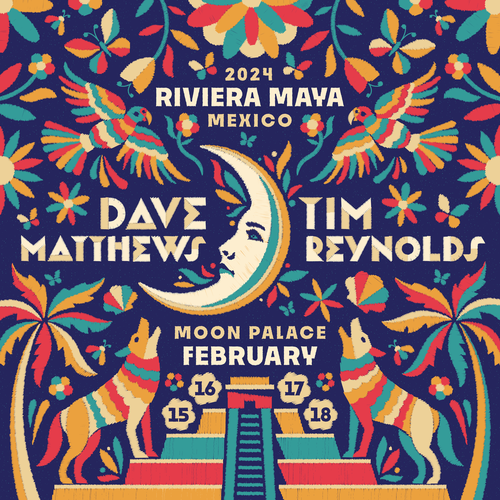 2024
RIVIERA MAYA
MEXICO
DAVE
MATTHEWS
TIM
REYNOLDS
MOON PALACE
FEBRUARY
15 16 17 18